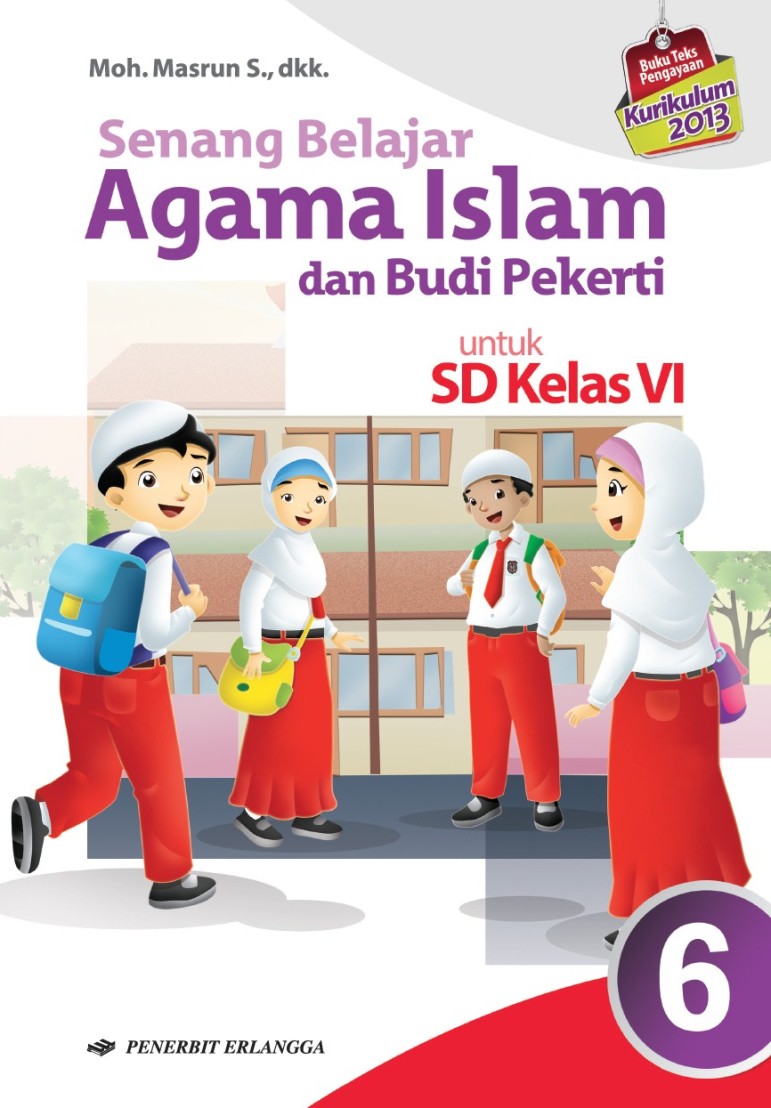 Moh. Masrun S., dkk.
Buku Teks
Pengayaan
Kurikulum
2013
Senang Belajar
Agama Islam
dan Budi Pekerti
untuk
SD Kelas VI
6
PENERBIT ERLANGGA